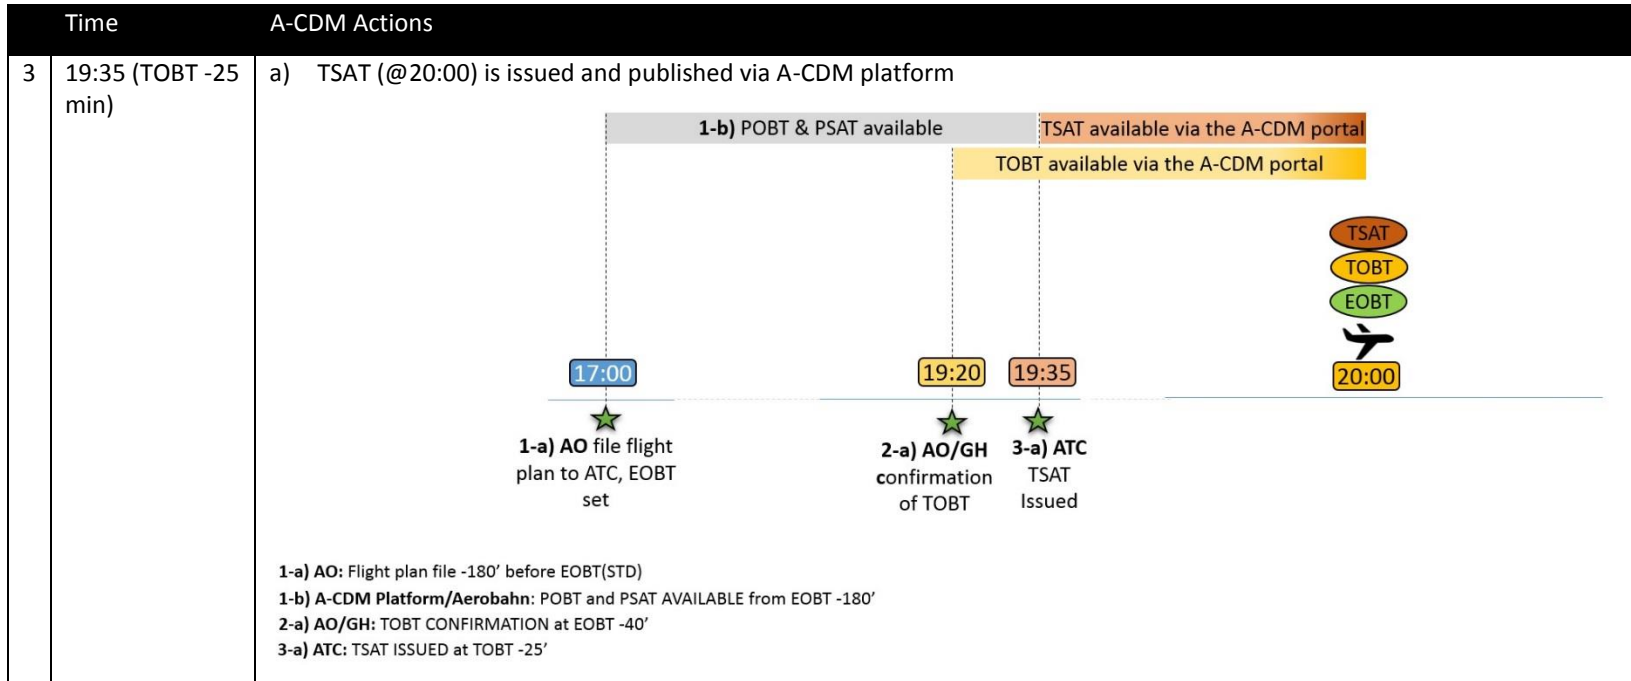 Time A-CDM Actions
3 19:35 (TOBT -25 a) TSAT (@20:00) is issued and published via A-CDM platform
min)
1-b) POBT & PSAT available TSAT available via the A-CDM portal
TOBT available via the A-CDM portal
TSAT
TOBT
EOBT
17:00 19:20 19:35 20:00
1-a) AO file flight
plan to ATC, EOBT
set
2-a) AO/GH
confirmation
of TOBT
3-a) ATC
TSAT
Issued
1-a) AO: Flight plan file -180’ before EOBT(STD)
1-b) A-CDM Platform/Aerobahn: POBT and PSAT AVAILABLE from EOBT -180’
2-a) AO/GH: TOBT CONFIRMATION at EOBT -40’
3-a) ATC: TSAT ISSUED at TOBT -25’